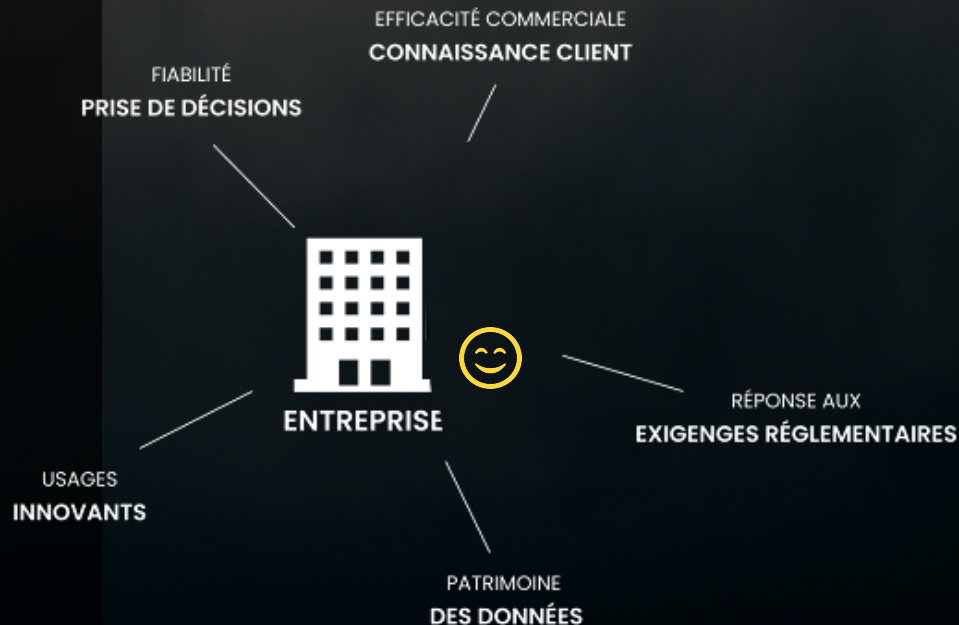 EFFICACITÉ COMMERCIALE
CONNAISSANCE CLIENT
FIABILITÉ
PRISE DE DÉCISIONS
ENTREPRISE
RÉPONSE AUX
EXIGENGES RÉGLEMENTAIRES
USAGES
INNOVANTS
PATRIMOINE
DES DONNÉES